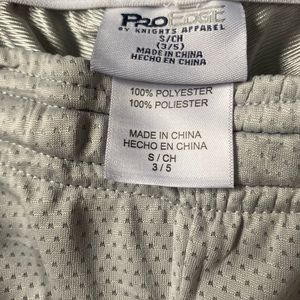 PROEDGE
BY KNIGHTS APPAREL
S/CH
(3/5)
MADE IN CHINA
HECHO EN CHINA
100% POLYESTER
100% POLIESTER
MADE IN CHINA
HECHO EN CHINA
S / CH
3 / 5